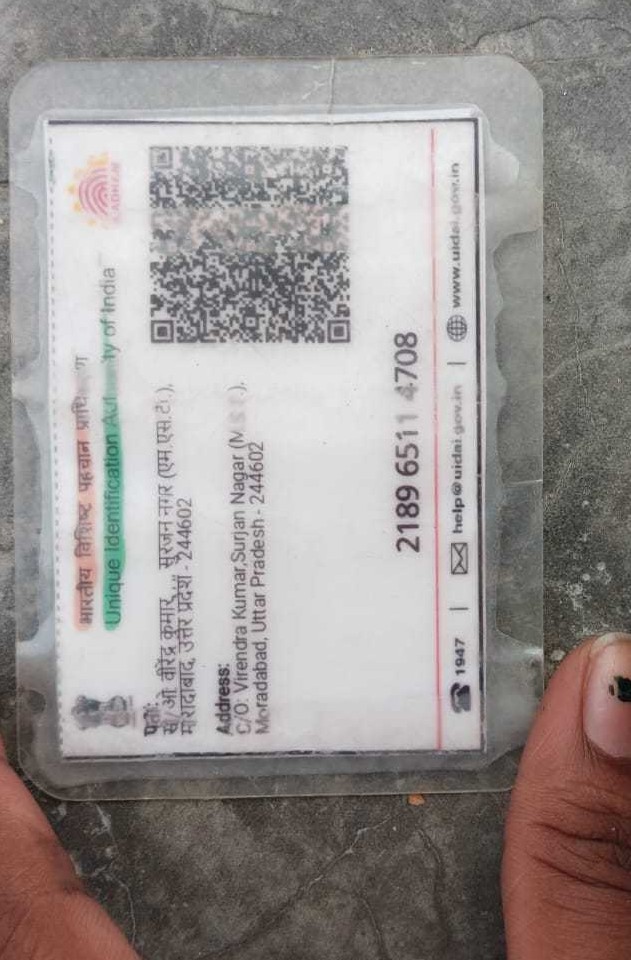 भारतीय विशिष्ट पहचान
Unique Identification of India
AADHAAR
पता:
वीरेंद्र कुमार, सूरजन नगर (एम.एस.टी.),
मुरादाबाद, उत्तर प्रदेश - 244602
Address:
C/O: Virendra Kumar,Surjan Nagar
Moradabad, Uttar Pradesh - 244602
2189 6511 4708
1947 | help@uidai.gov.in | www.uidai.gov.in